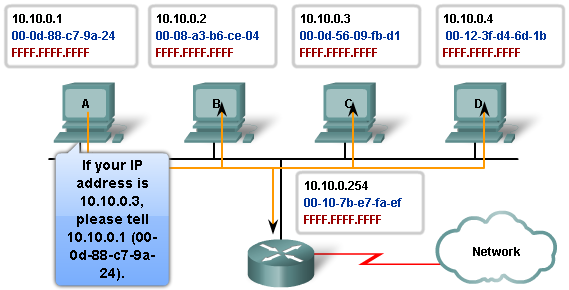 10.10.0.1
00-0d-88-c7-9a-24
FFFF.FFFF.FFFF
10.10.0.2
00-08-a3-b6-ce-04
FFFF.FFFF.FFFF
10.10.0.3
00-0d-56-09-fb-d1
FFFF.FFFF.FFFF
10.10.0.4
00-12-3f-d4-6d-1b
FFFF.FFFF.FFFF
A
B
C
D
If your IP
address is
10.10.0.3,
please tell
10.10.0.1 (00-
0d-88-c7-9a-
24).
10.10.0.254
00-10-7b-e7-fa-ef
FFFF.FFFF.FFFF
Network